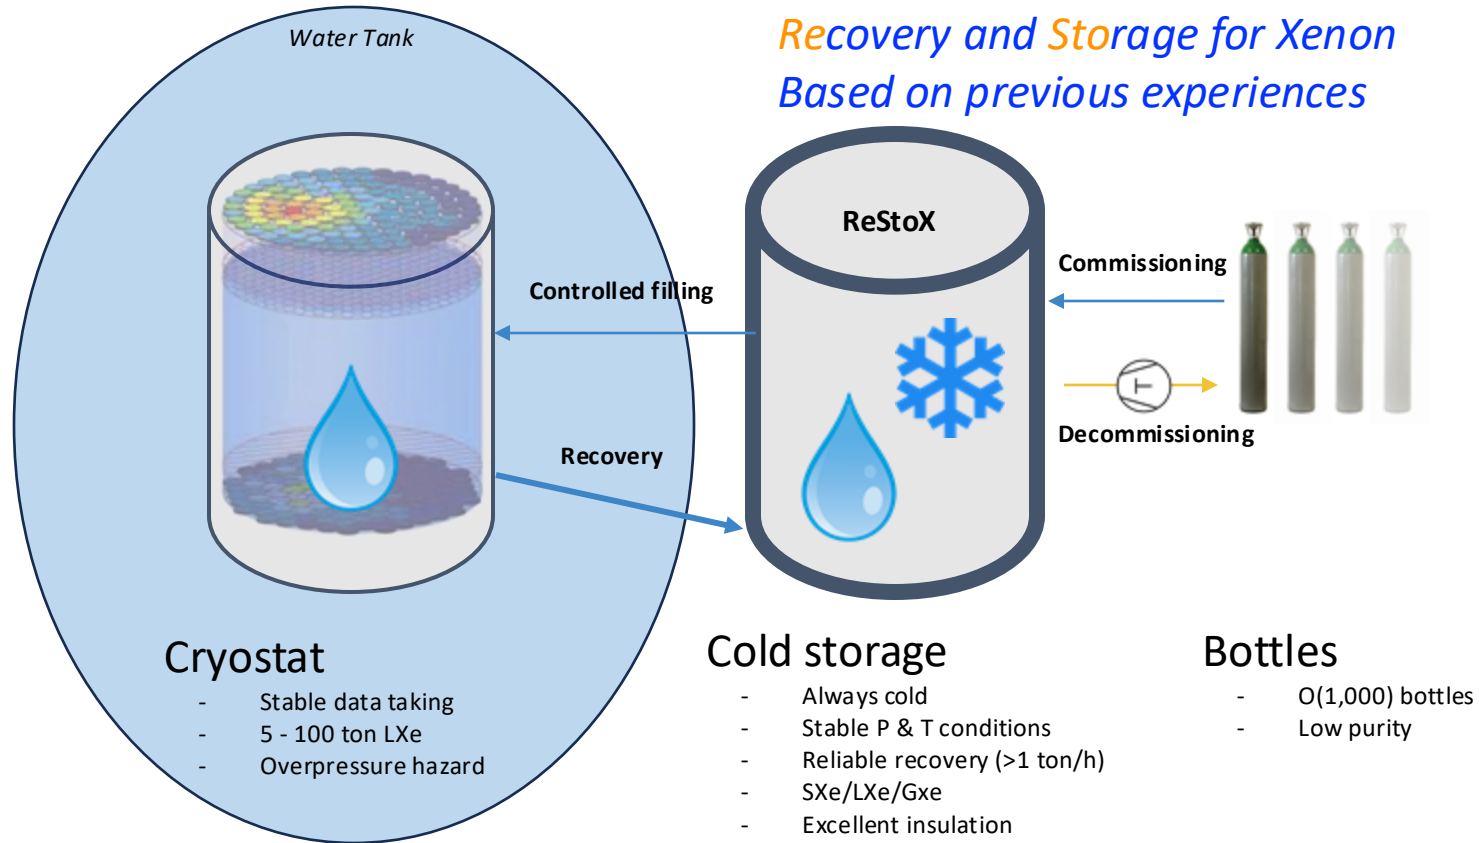 Water Tank
Recovery and Storage for Xenon
Based on previous experiences
ReStoX
Commissioning
Controlled filling
Decommissioning
Recovery
Cryostat
- Stable data taking
- 5 - 100 ton LXe
- Overpressure hazard
Cold storage
- Always cold
- Stable P & T conditions
- Reliable recovery (>1 ton/h)
- SXe/LXe/Gxe
- Excellent insulation
Bottles
- O(1,000) bottles
- Low purity